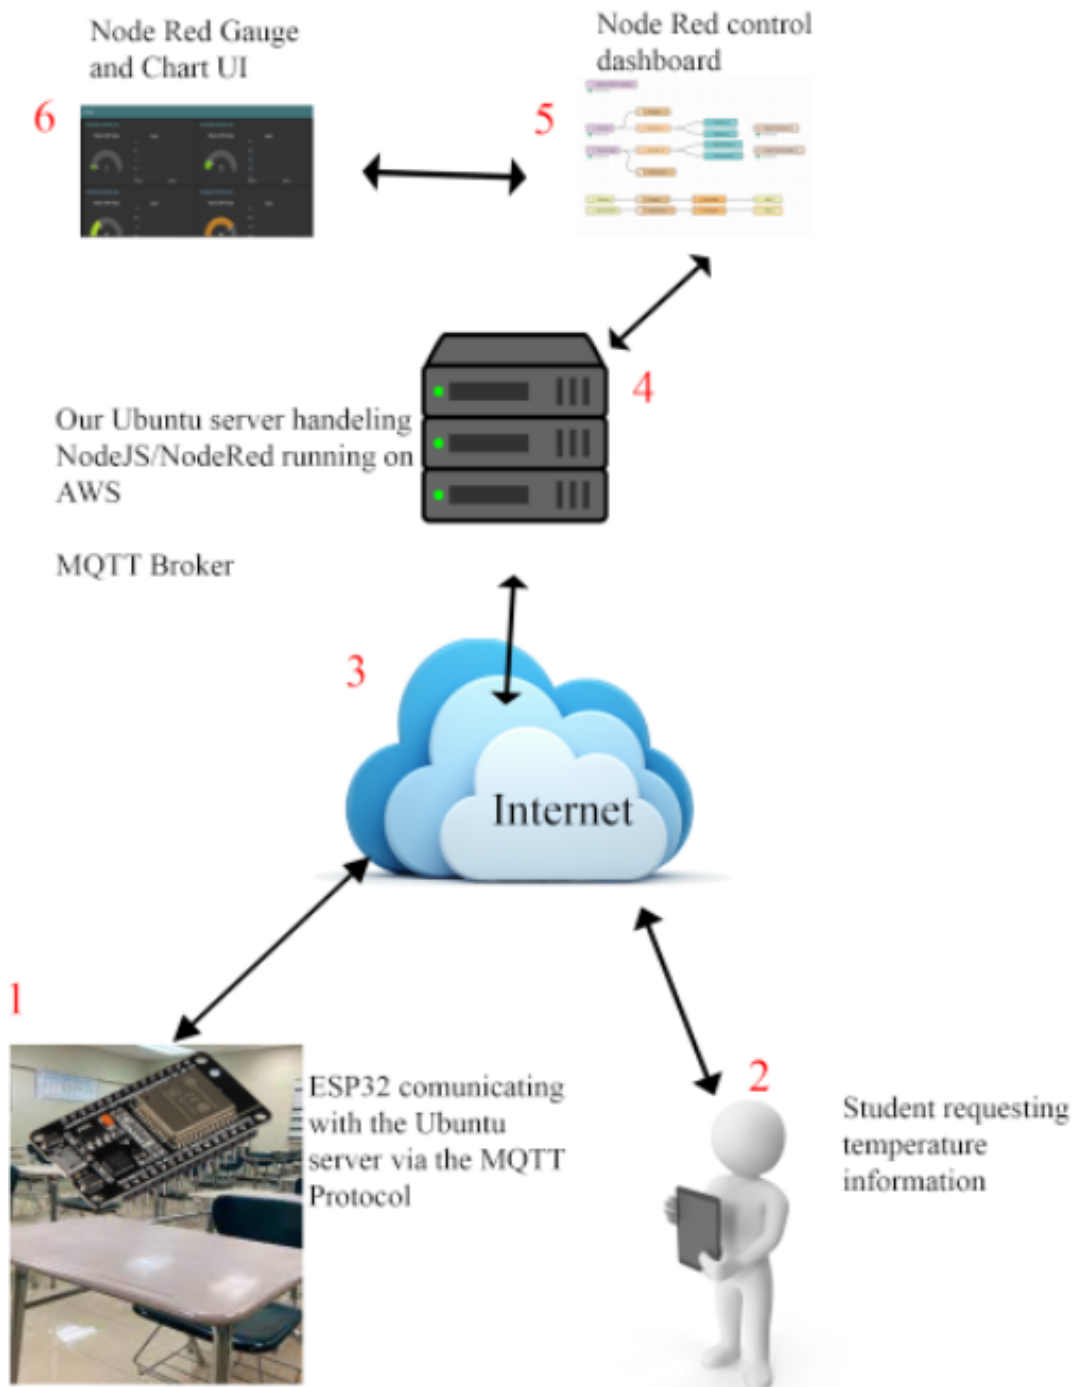 Node Red Gauge
and Chart UI
Node Red control
dashboard
6
5
4
Our Ubuntu server handeling
NodeJS/NodeRed running on
AWS
MQTT Broker
3
Internet
1
2
ESP32 comunicating
with the Ubuntu
server via the MQTT
Protocol
Student requesting
temperature
information